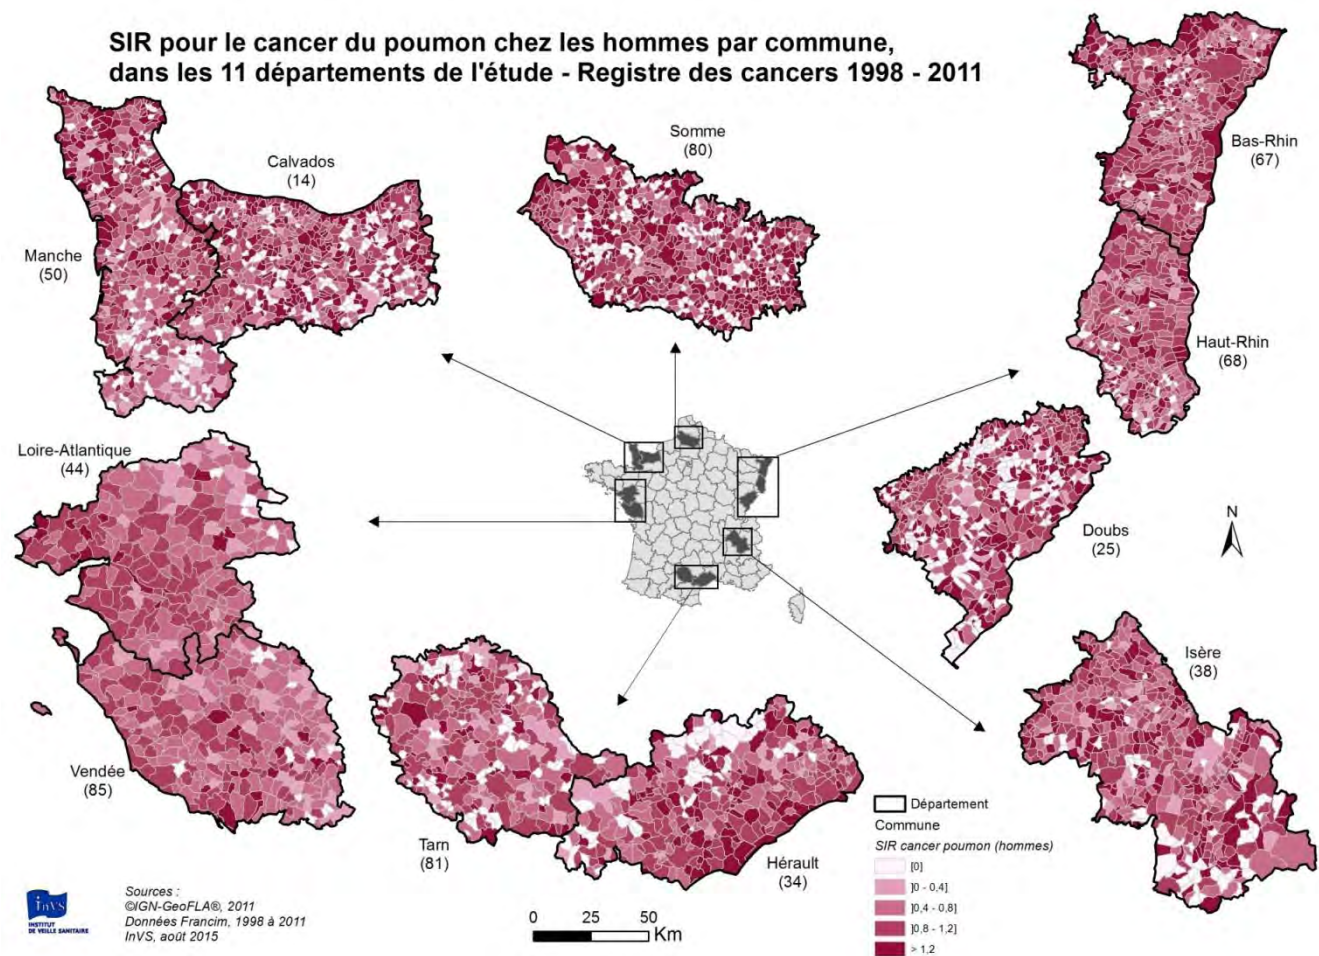 SIR pour le cancer du poumon chez les hommes par commune,
dans les 11 départements de l'étude - Registre des cancers 1998 - 2011
Somme
(80)
Calvados
(14)
Bas-Rhin
(67)
Manche
(50)
Haut-Rhin
(68)
Loire-Atlantique
(44)
N
Doubs
(25)
Isère
(38)
Vendée
(85)
Tarn
(81)
Hérault
(34)
Département
Commune
SIR cancer poumon (hommes)
[0]
]0 - 0,4]
]0,4 - 0,8]
]0,8 - 1,2]
> 1,2
InVS
INSTITUT
DE VEILLE SANITAIRE
Sources :
©IGN-GeoFLA®, 2011
Données Francim, 1998 à 2011
InVS, août 2015
0 25 50
Km